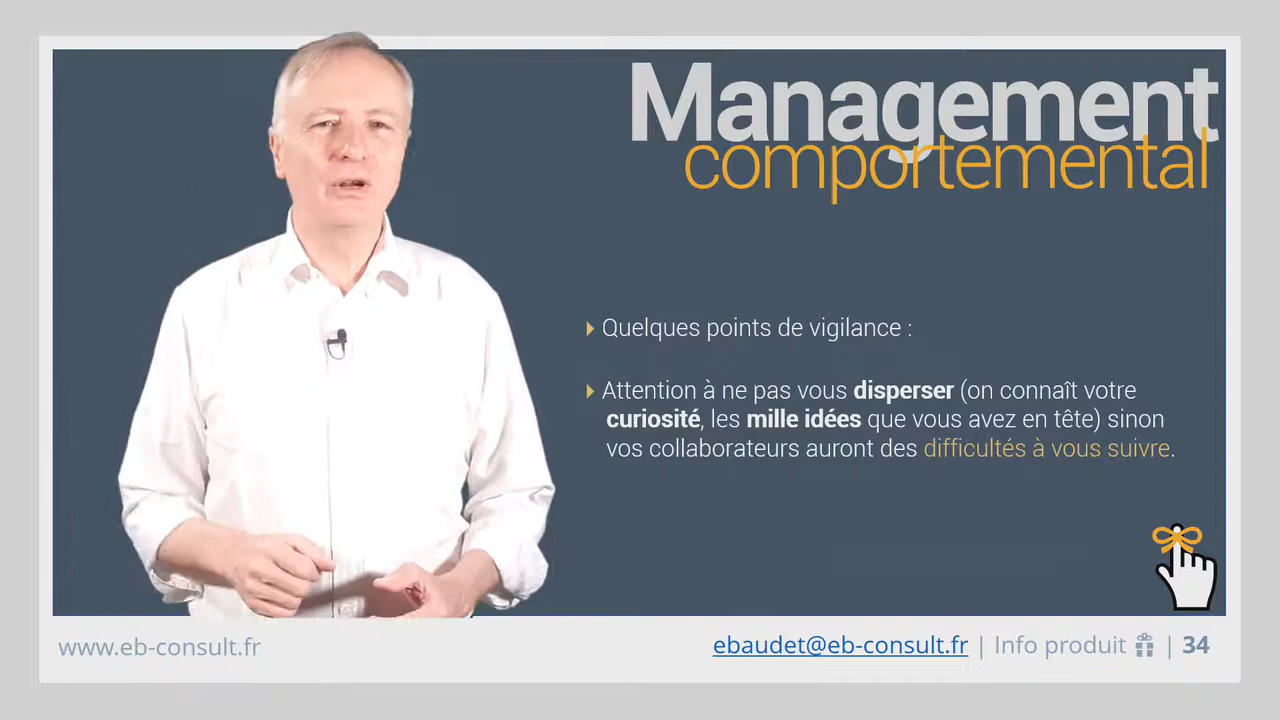 Management
comportemental
Quelques points de vigilance :
Attention à ne pas vous disperser (on connaît votre
curiosité, les mille idées que vous avez en tête) sinon
vos collaborateurs auront des difficultés à vous suivre.
www.eb-consult.fr
ebaudet@eb-consult.fr | Info produit | 34